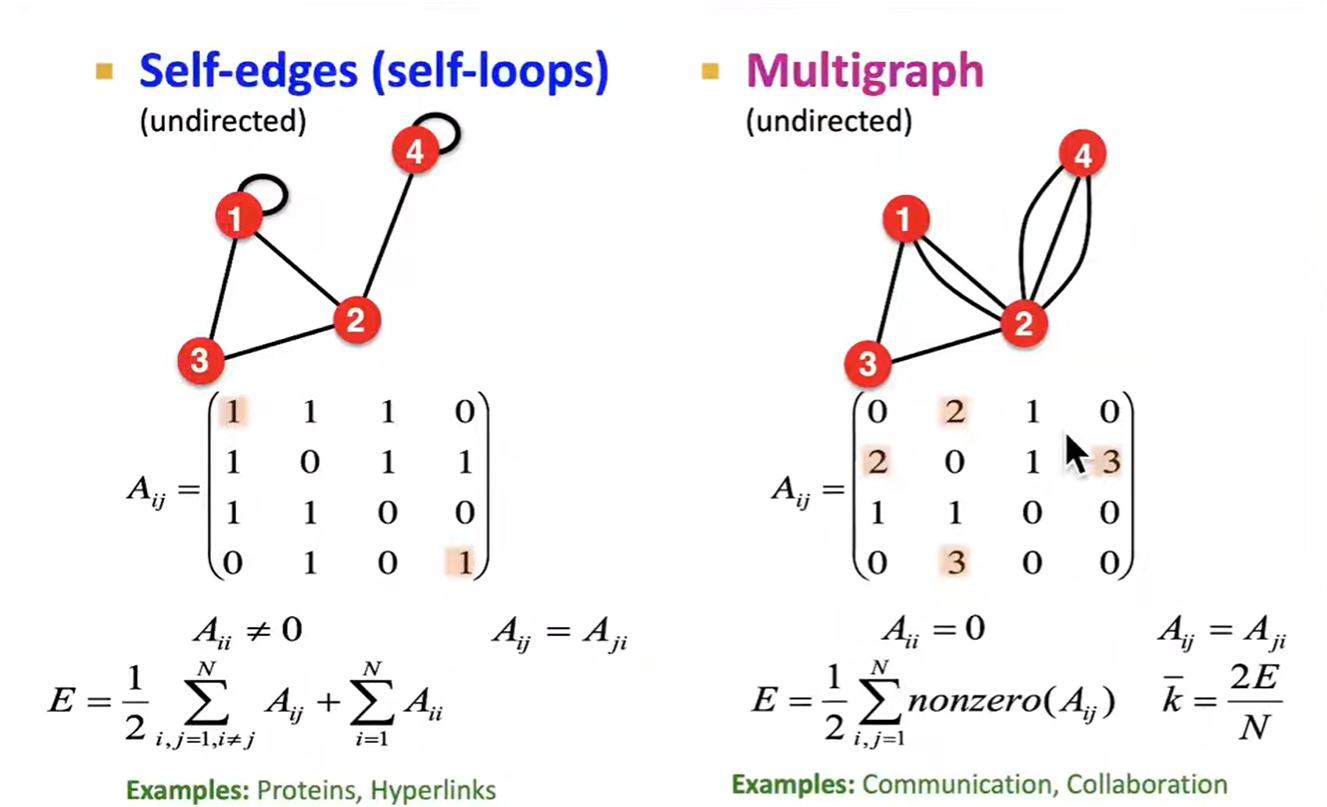 ▪ Self-edges (self-loops)
(undirected)
4
1
2
3
A_ij = ( 1 1 1 0
1 0 1 1
1 1 0 0
0 1 0 1 )
A_ii ≠ 0 A_ij = A_ji
E = 1/2 ∑_{i,j=1,i≠j}^{N} A_ij + ∑_{i=1}^{N} A_ii
Examples: Proteins, Hyperlinks
▪ Multigraph
(undirected)
4
1
2
3
A_ij = ( 0 2 1 0
2 0 1 3
1 1 0 0
0 3 0 0 )
A_ii = 0 A_ij = A_ji
E = 1/2 ∑_{i,j=1}^{N} nonzero(A_ij) k̄ = 2E/N
Examples: Communication, Collaboration